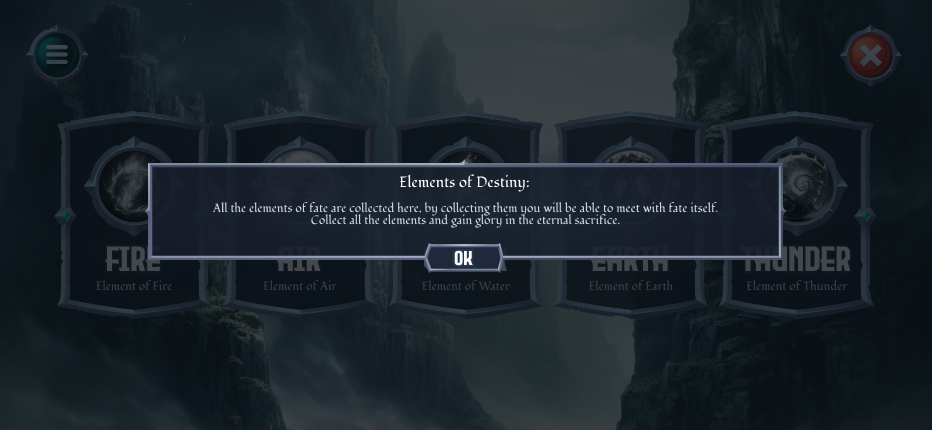 Elements of Destiny:
All the elements of fate are collected here, by collecting them you will be able to meet with fate itself.
Collect all the elements and gain glory in the eternal sacrifice.
OK
FIRE
AIR
EARTH
THUNDER
Element of Fire
Element of Air
Element of Water
Element of Earth
Element of Thunder